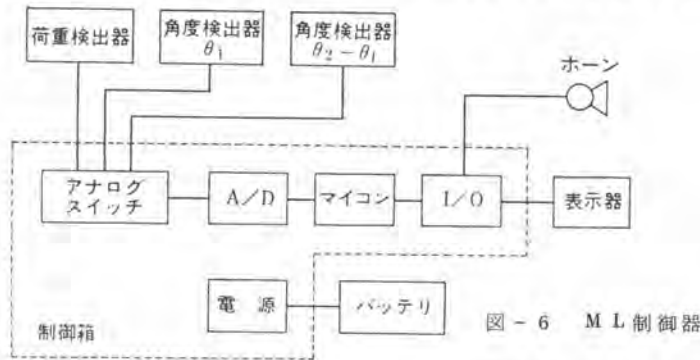 荷重検出器
角度検出器
θ1
角度検出器
θ2－θ1
ホーン
アナログ
スイッチ
A／D
マイコン
I／O
表示器
電源
バッテリ
制御箱
図－6 ML制御器